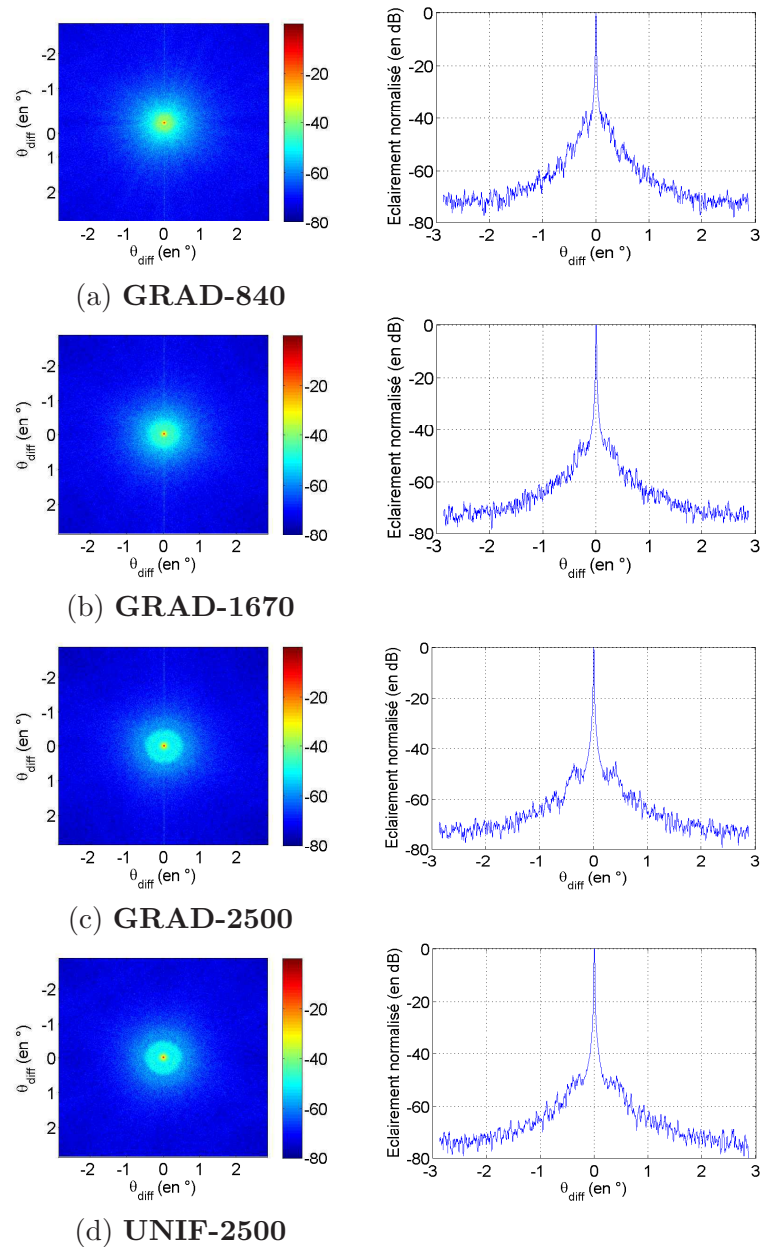 -2
-1
0
1
2
θdiff (en °)
-2 -1 0 1 2
θdiff (en °)
-20
-40
-60
-80
0
-20
-40
-60
-80
Eclairement normalisé (en dB)
-3 -2 -1 0 1 2 3
θdiff (en °)
(a) GRAD-840
-2
-1
0
1
2
θdiff (en °)
-2 -1 0 1 2
θdiff (en °)
-20
-40
-60
-80
0
-20
-40
-60
-80
Eclairement normalisé (en dB)
-3 -2 -1 0 1 2 3
θdiff (en °)
(b) GRAD-1670
-2
-1
0
1
2
θdiff (en °)
-2 -1 0 1 2
θdiff (en °)
-20
-40
-60
-80
0
-20
-40
-60
-80
Eclairement normalisé (en dB)
-3 -2 -1 0 1 2 3
θdiff (en °)
(c) GRAD-2500
-2
-1
0
1
2
θdiff (en °)
-2 -1 0 1 2
θdiff (en °)
-20
-40
-60
-80
0
-20
-40
-60
-80
Eclairement normalisé (en dB)
-3 -2 -1 0 1 2 3
θdiff (en °)
(d) UNIF-2500